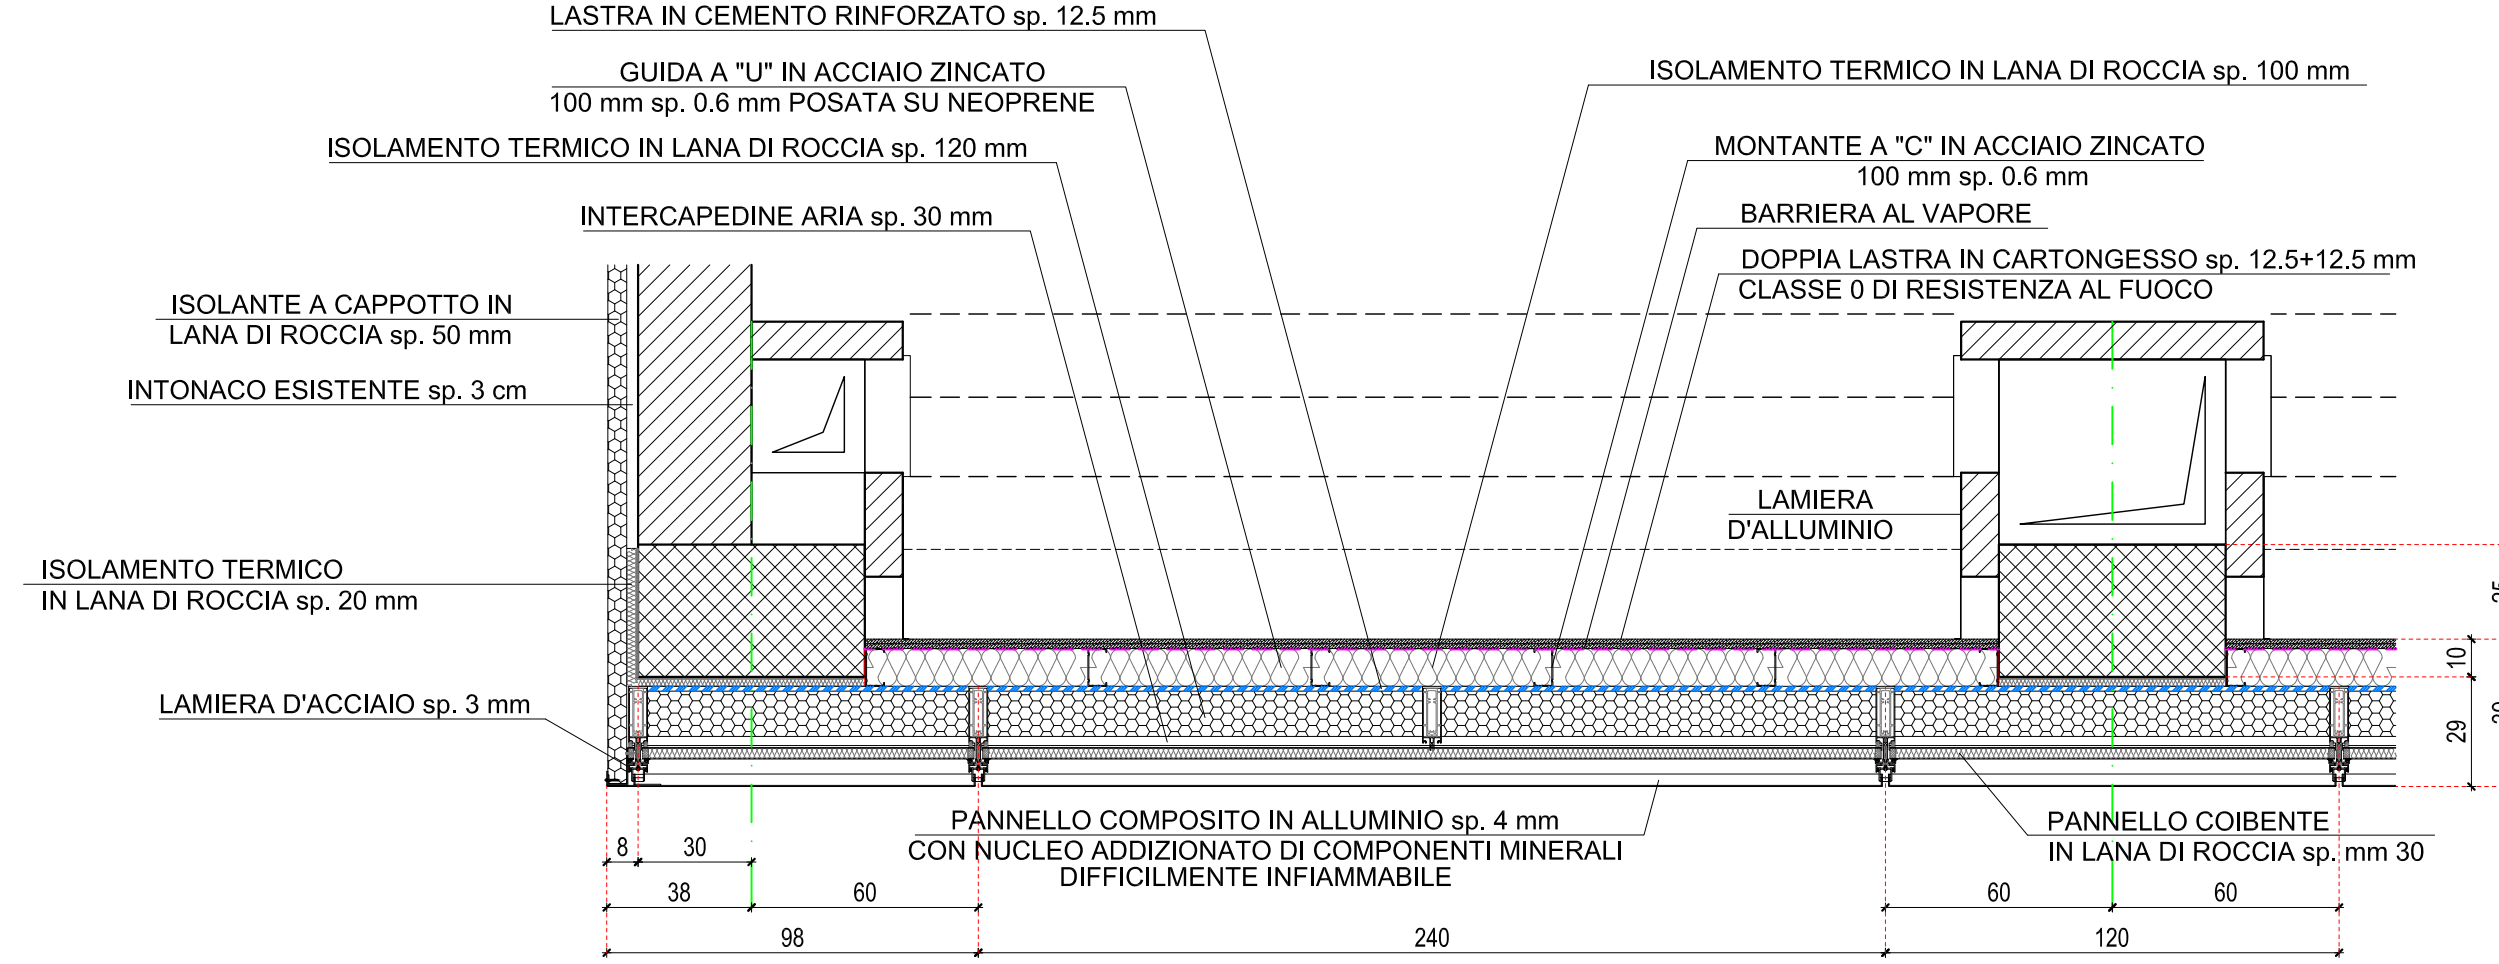 LASTRA IN CEMENTO RINFORZATO sp. 12.5 mm
GUIDA A "U" IN ACCIAIO ZINCATO
100 mm sp. 0.6 mm POSATA SU NEOPRENE
ISOLAMENTO TERMICO IN LANA DI ROCCIA sp. 120 mm
INTERCAPEDINE ARIA sp. 30 mm
ISOLAMENTO TERMICO IN LANA DI ROCCIA sp. 100 mm
MONTANTE A "C" IN ACCIAIO ZINCATO
100 mm sp. 0.6 mm
BARRIERA AL VAPORE
DOPPIA LASTRA IN CARTONGESSO sp. 12.5+12.5 mm
CLASSE 0 DI RESISTENZA AL FUOCO
ISOLANTE A CAPPOTTO IN
LANA DI ROCCIA sp. 50 mm
INTONACO ESISTENTE sp. 3 cm
LAMIERA
D'ALLUMINIO
ISOLAMENTO TERMICO
IN LANA DI ROCCIA sp. 20 mm
LAMIERA D'ACCIAIO sp. 3 mm
10
29
PANNELLO COMPOSITO IN ALLUMINIO sp. 4 mm
CON NUCLEO ADDIZIONATO DI COMPONENTI MINERALI
DIFFICILMENTE INFIAMMABILE
PANNELLO COIBENTE
IN LANA DI ROCCIA sp. mm 30
8 30
38 60 60 60
98 240 120